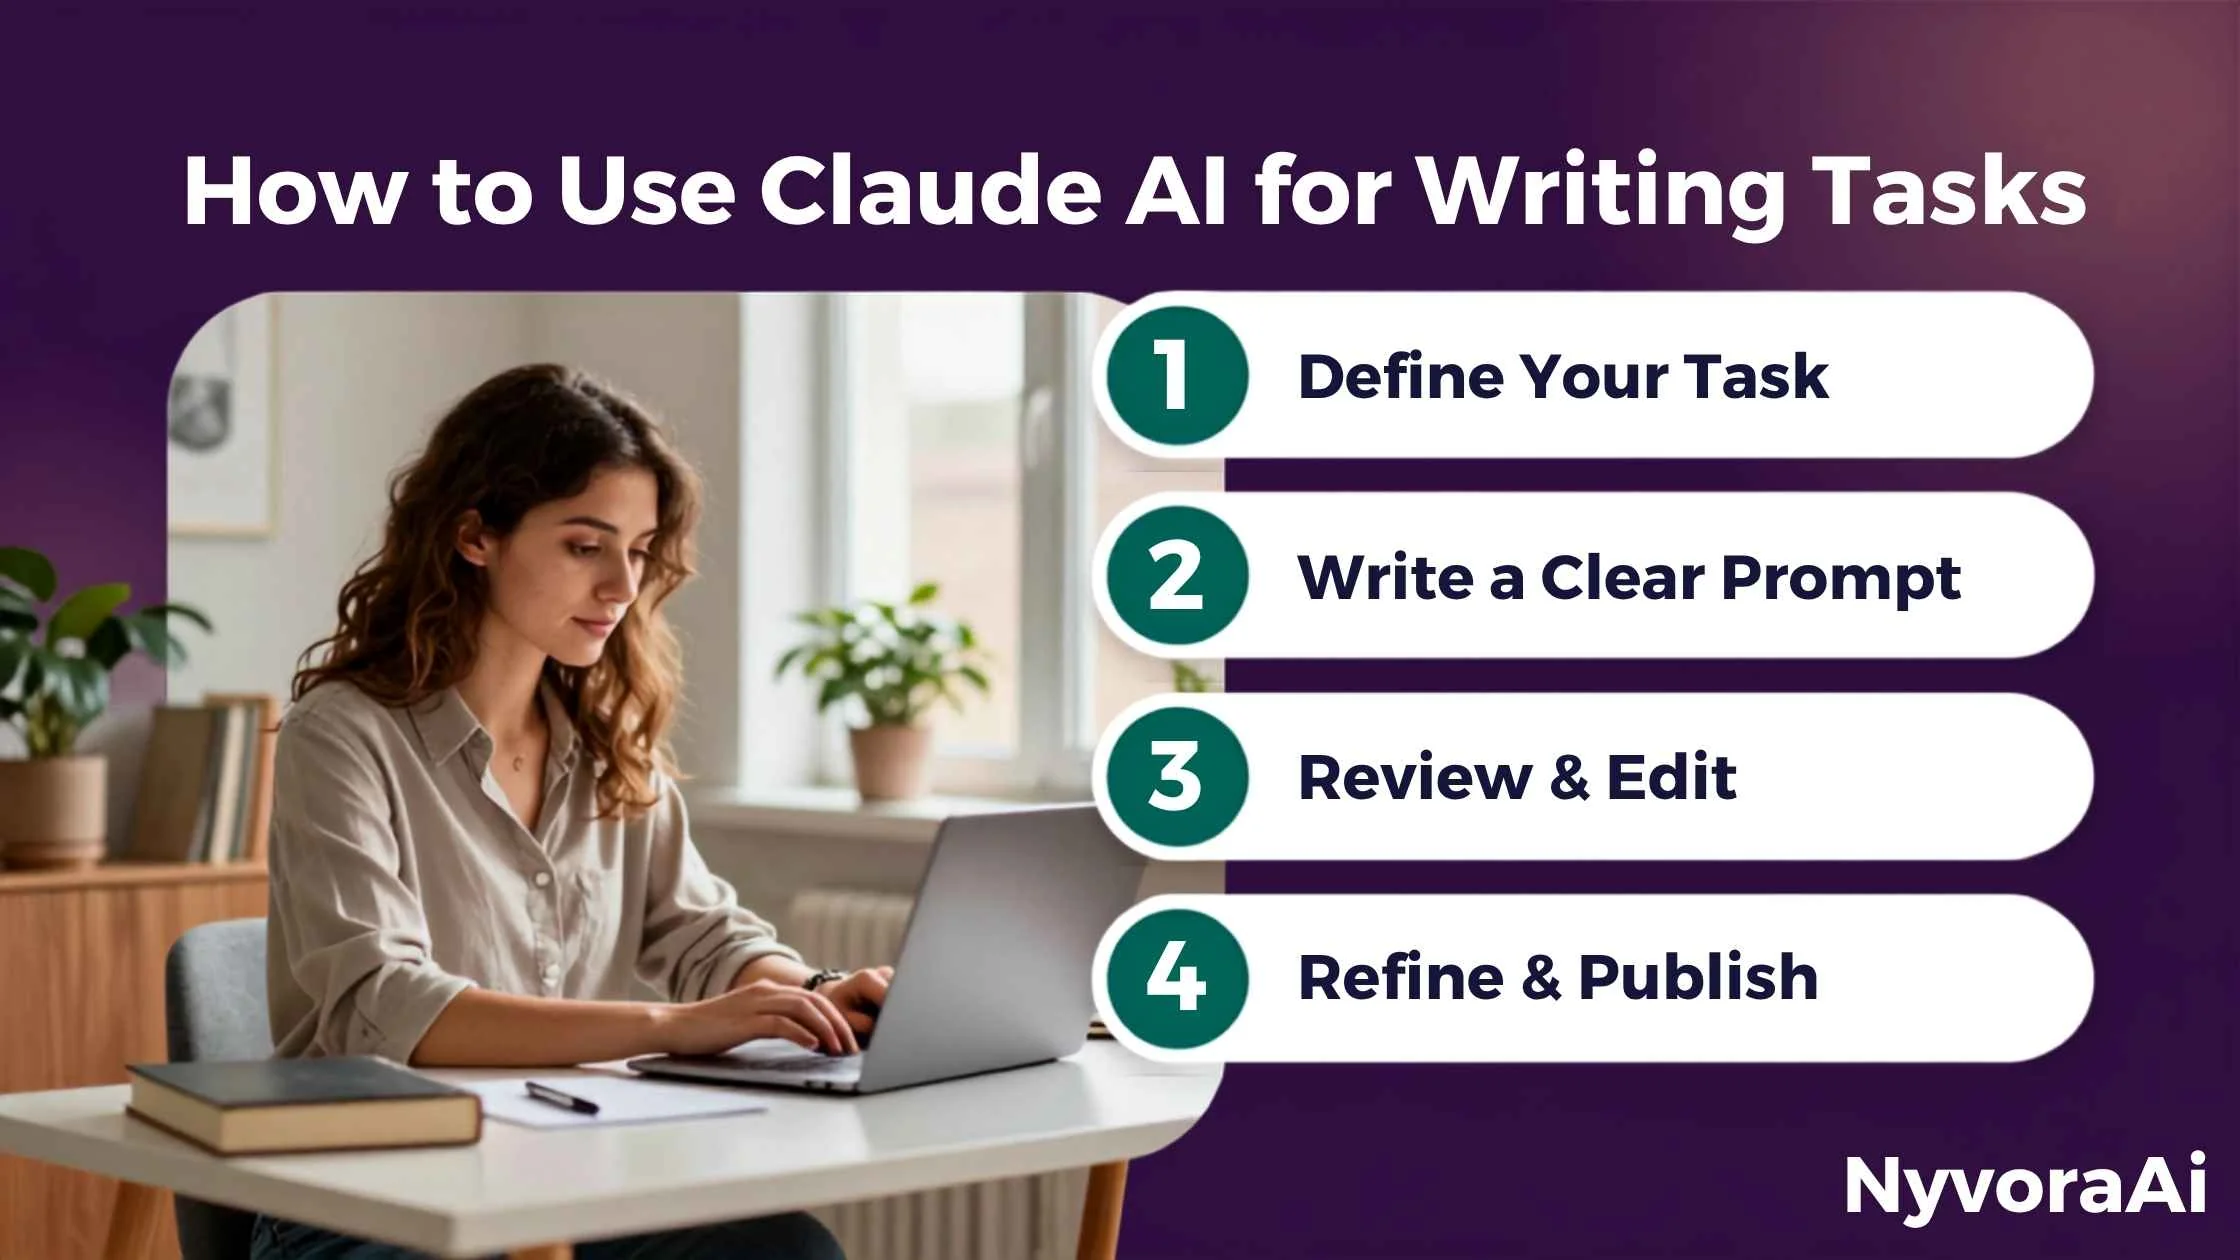 How to Use Claude AI for Writing Tasks
1
Define Your Task
2
Write a Clear Prompt
3
Review & Edit
4
Refine & Publish
NyvoraAi